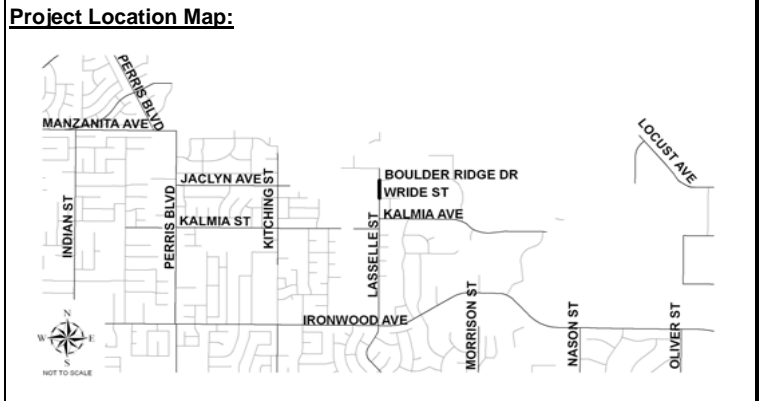 Project Location Map:
PERRIS BLVD
MANZANITA AVE
LOCUST AVE
BOULDER RIDGE DR
JACLYN AVE
WRIDE ST
KITCHING ST
INDIAN ST
PERRIS BLVD
KALMIA ST
LASSELLE ST
KALMIA AVE
IRONWOOD AVE
MORRISON ST
NASON ST
OLIVER ST
N
W E
S
NOT TO SCALE